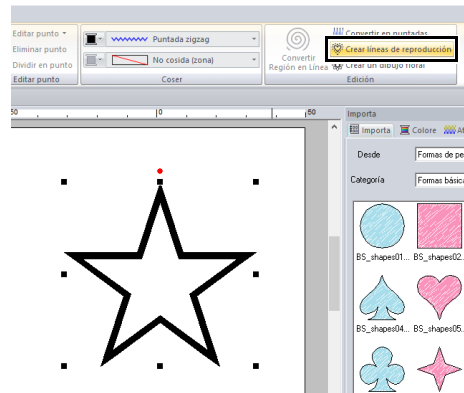 Editar punto
Eliminar punto
Dividir en punto
Editar punto
Puntada zigzag
No cosida (zona)
Coser
Convertir
Región en Línea
Convertir en puntadas
Crear líneas de reproducción
Crear un dibujo floral
Edición
50
0
50
Importa
Importa
Colore
Desde
Formas de pe
Categoría
Formas básica
BS_shapes01...
BS_shapes02...
BS_shapes04...
BS_shapes05...